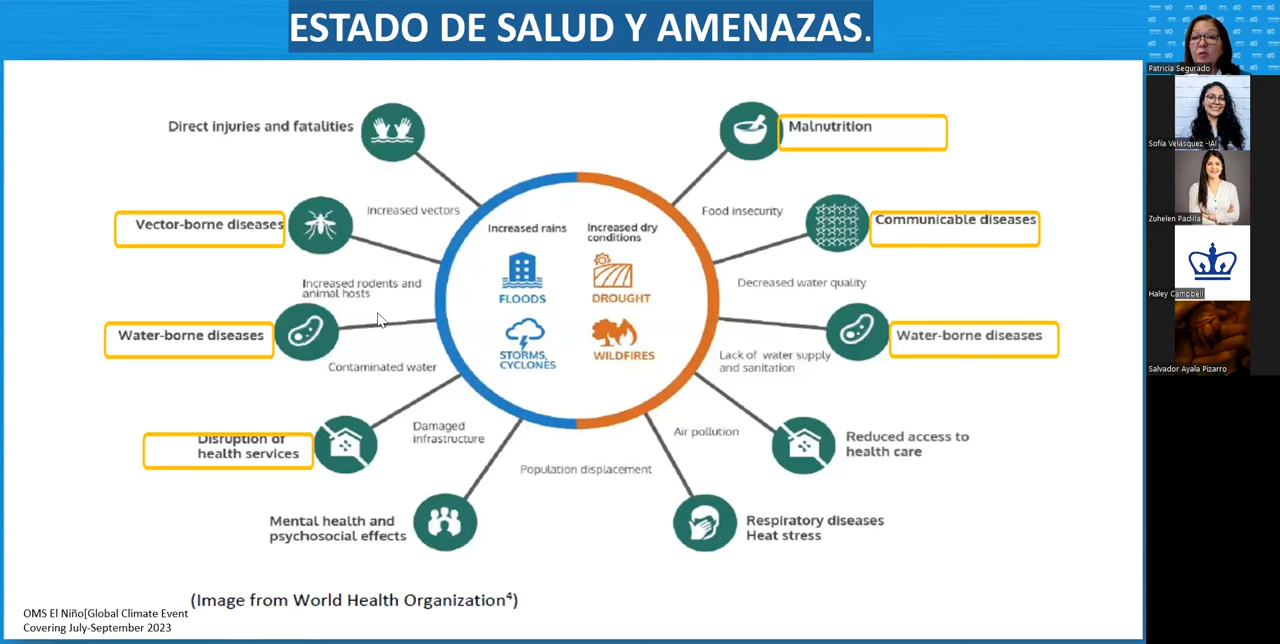 ESTADO DE SALUD Y AMENAZAS.
Direct injuries and fatalities
Malnutrition
Increased vectors
Food insecurity
Vector-borne diseases
Communicable diseases
Increased rains
Increased dry
conditions
Increased rodents and
animal hosts
Decreased water quality
FLOODS
DROUGHT
Water-borne diseases
Water-borne diseases
STORMS,
CYCLONES
WILDFIRES
Contaminated water
Lack of water supply
and sanitation
Damaged
infrastructure
Air pollution
Disruption of
health services
Reduced access to
health care
Population displacement
Mental health and
psychosocial effects
Respiratory diseases
Heat stress
(Image from World Health Organization⁴)
OMS El Niño[Global Climate Event
Covering July-September 2023
Patricia Segurado
Sofía Velásquez -IAI
Zuhelen Padilla
Haley Campbell
Salvador Ayala Pizarro